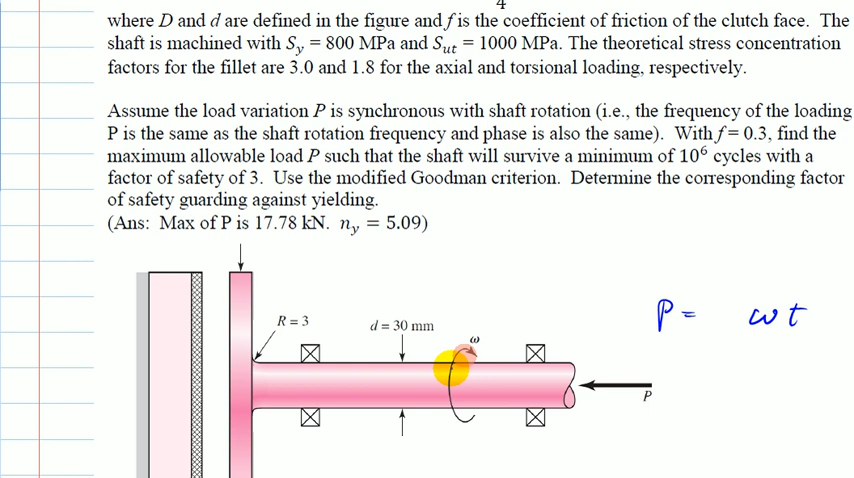 4
where D and d are defined in the figure and f is the coefficient of friction of the clutch face. The
shaft is machined with Sy = 800 MPa and Sut = 1000 MPa. The theoretical stress concentration
factors for the fillet are 3.0 and 1.8 for the axial and torsional loading, respectively.
Assume the load variation P is synchronous with shaft rotation (i.e., the frequency of the loading
P is the same as the shaft rotation frequency and phase is also the same). With f = 0.3, find the
maximum allowable load P such that the shaft will survive a minimum of 10⁶ cycles with a
factor of safety of 3. Use the modified Goodman criterion. Determine the corresponding factor
of safety guarding against yielding.
(Ans: Max of P is 17.78 kN. ny = 5.09)
P = ωt
R = 3
d = 30 mm
ω
P